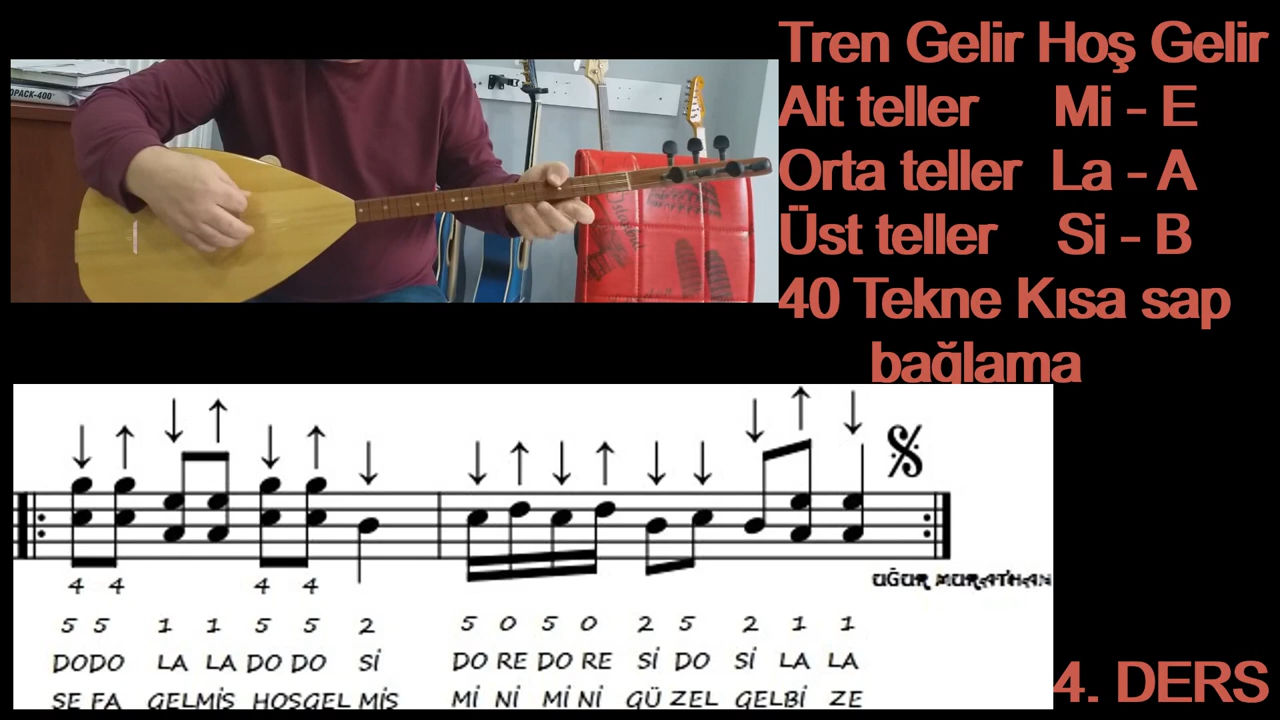 Tren Gelir Hoş Gelir
Alt teller Mi - E
Orta teller La - A
Üst teller Si - B
40 Tekne Kısa sap
bağlama
PACK-400
UĞUR MURATHAN
4 4 4 4
5 5 1 1 5 5 2 5 0 5 0 2 5 2 1 1
DODO LA LA DO DO Sİ DO RE DO RE Sİ DO Sİ LA LA
SE FA GELMİS HOSGEL MİS Mİ Nİ Mİ Nİ GÜ ZEL GELBİ ZE
4. DERS